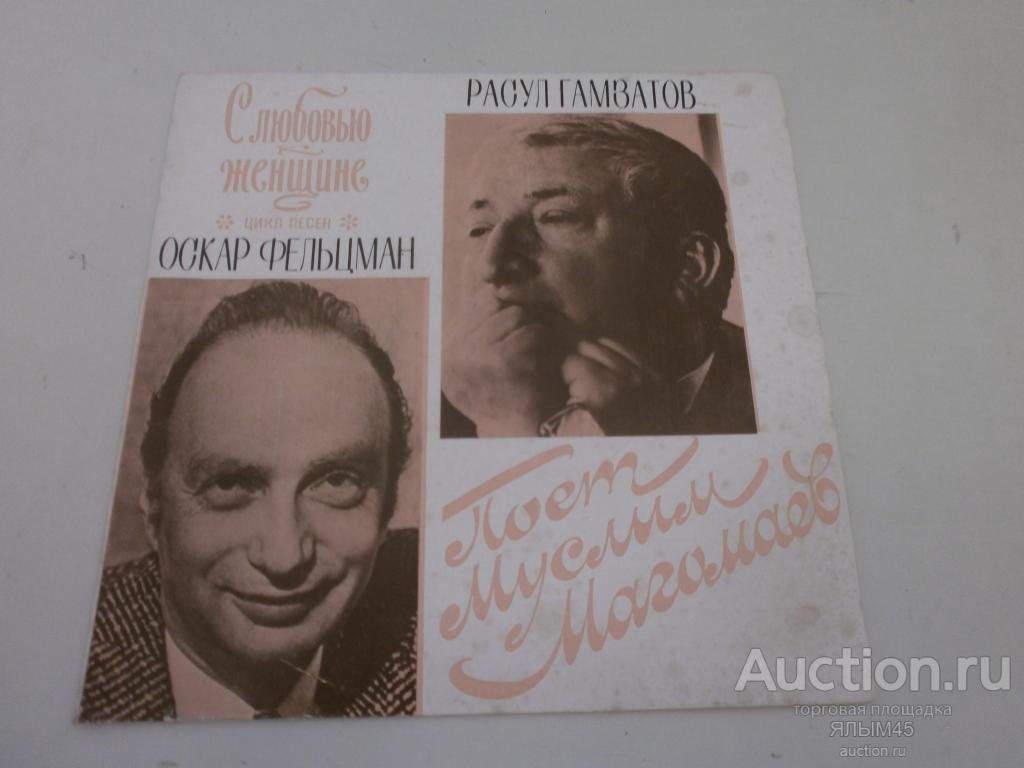 С любовью
к
женщине
цикл песен
ОСКАР ФЕЛЬЦМАН
РАСУЛ ГАМЗАТОВ
Поет
Муслим
Магомаев
Auction.ru
торговая площадка
ЯЛЫМ45
auction.ru